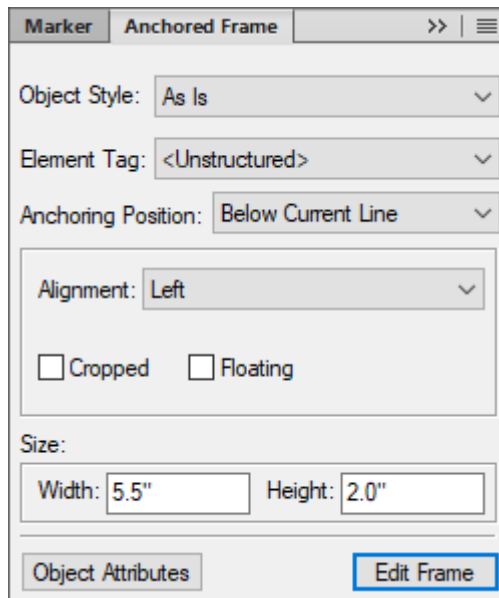 Marker Anchored Frame >>
Object Style: As Is
Element Tag: <Unstructured>
Anchoring Position: Below Current Line
Alignment: Left
Cropped Floating
Size:
Width: 5.5" Height: 2.0"
Object Attributes Edit Frame